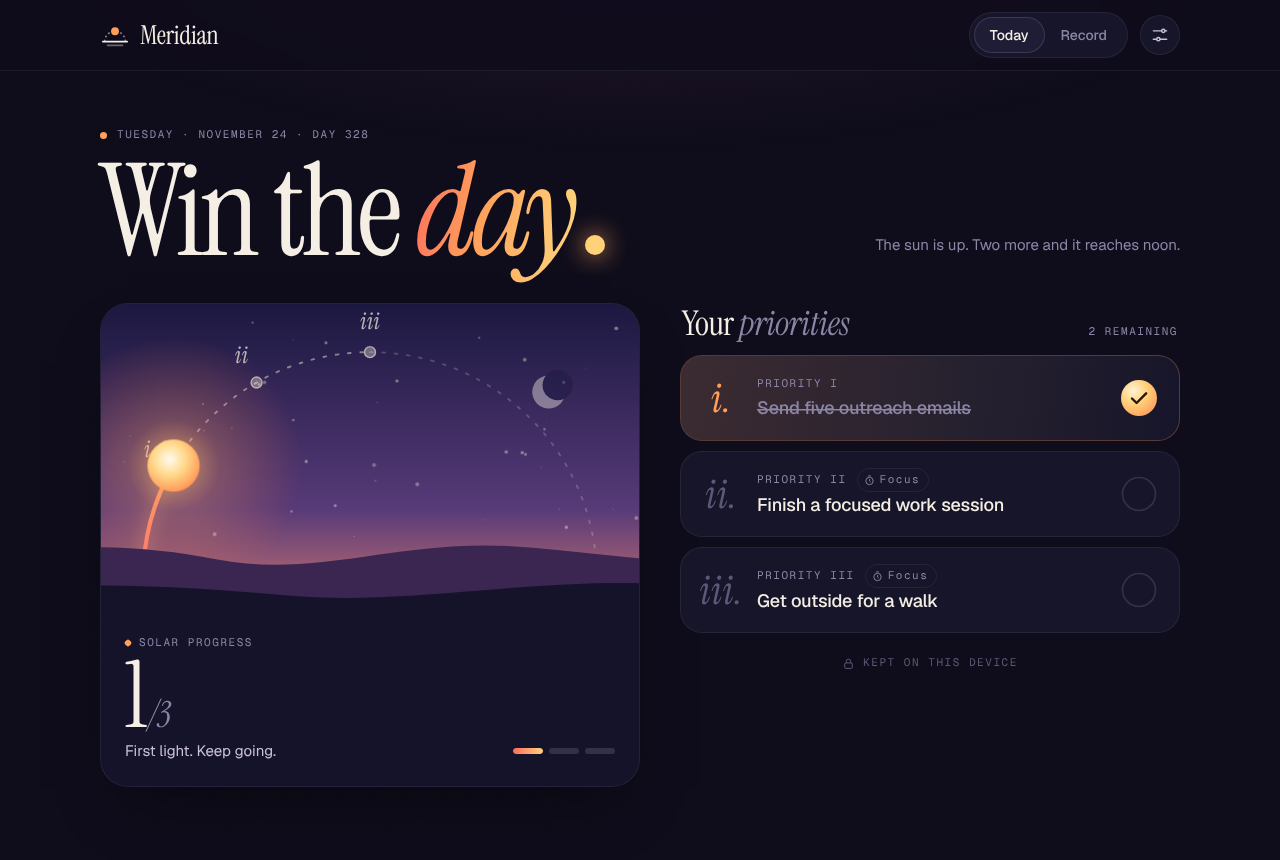 Meridian
Today
Record
TUESDAY · NOVEMBER 24 · DAY 328
Win the day.
The sun is up. Two more and it reaches noon.
iii
ii
i
SOLAR PROGRESS
1/3
First light. Keep going.
Your priorities
2 REMAINING
i.
PRIORITY I
Send five outreach emails
ii.
PRIORITY II
Focus
Finish a focused work session
iii.
PRIORITY III
Focus
Get outside for a walk
KEPT ON THIS DEVICE